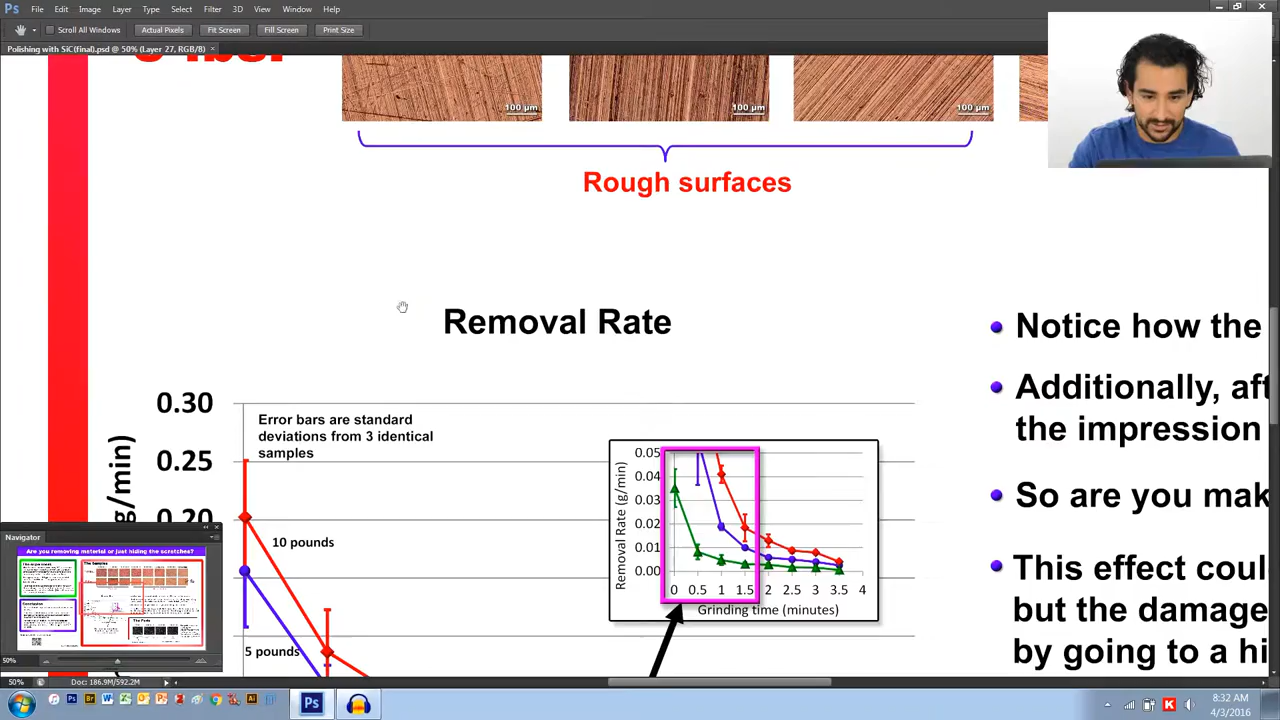 Ps File Edit Image Layer Type Select Filter 3D View Window Help
Scroll All Windows Actual Pixels Fit Screen Fill Screen Print Size
Polishing with SiC(final).psd @ 50% (Layer 27, RGB/8) ×
100 µm 100 µm 100 µm
Rough surfaces
Removal Rate
0.30
0.25
0.20
g/min)
Error bars are standard
deviations from 3 identical
samples
10 pounds
5 pounds
0.05
0.04
0.03
0.02
0.01
0.00
Removal Rate (g/min)
0 0.5 1 1.5 2 2.5 3 3.5 4
Grinding time (minutes)
Notice how the
Additionally, aft
the impression
So are you mak
This effect coul
but the damage
by going to a hi
Navigator
Are you removing material or just hiding the scratches?
50%
50% Doc: 186.9M/592.2M
Ps Br W X Ai Ps K
8:32 AM
4/3/2016